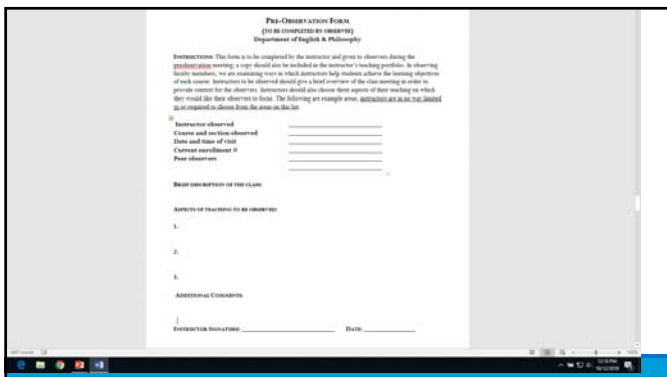 PRE-OBSERVATION FORM
(TO BE COMPLETED BY OBSERVEE)
Department of English & Philosophy
INSTRUCTIONS: This form is to be completed by the instructor and given to observers during the
preobservation meeting; a copy should also be included in the instructor's teaching portfolio. In observing
faculty members, we are examining ways in which instructors help students achieve the learning objectives
of each course. Instructors to be observed should give a brief overview of the class meeting in order to
provide context for the observers. Instructors should also choose three aspects of their teaching on which
they would like their observers to focus. The following are example areas, instructors are in no way limited
to or required to choose from the areas on this list.
Instructor observed
Course and section observed
Date and time of visit
Current enrollment #
Peer observers
BRIEF DESCRIPTION OF THE CLASS:
ASPECTS OF TEACHING TO BE OBSERVED:
1.
2.
3.
ADDITIONAL COMMENTS:
INSTRUCTOR SIGNATURE: DATE:
words